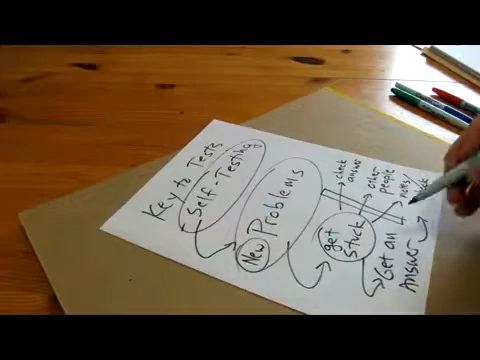 Key to Tests
Self-Testing
New Problems
get
stuck
check
answer
other
people
Get an
Answer